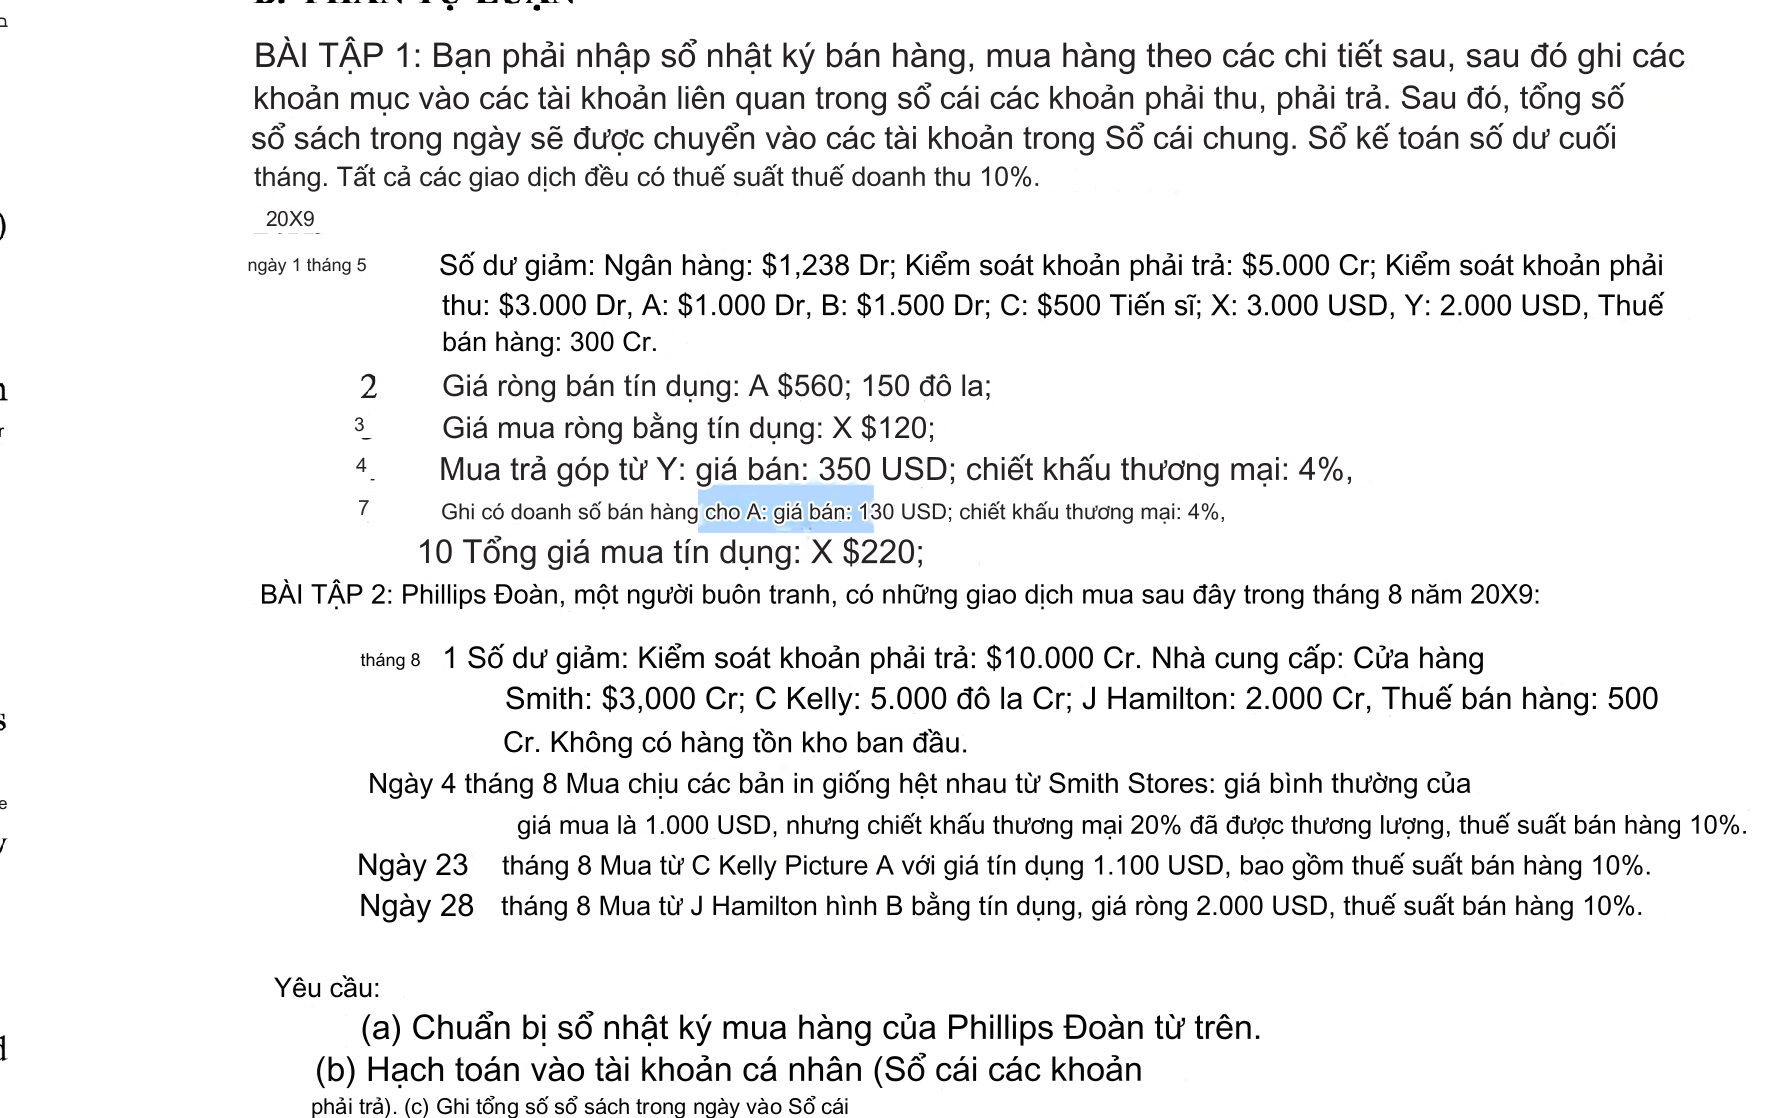 BÀI TẬP 1: Bạn phải nhập sổ nhật ký bán hàng, mua hàng theo các chi tiết sau, sau đó ghi các
khoản mục vào các tài khoản liên quan trong sổ cái các khoản phải thu, phải trả. Sau đó, tổng số
sổ sách trong ngày sẽ được chuyển vào các tài khoản trong Sổ cái chung. Sổ kế toán số dư cuối
tháng. Tất cả các giao dịch đều có thuế suất thuế doanh thu 10%.
20X9
ngày 1 tháng 5 Số dư giảm: Ngân hàng: $1,238 Dr; Kiểm soát khoản phải trả: $5.000 Cr; Kiểm soát khoản phải
thu: $3.000 Dr, A: $1.000 Dr, B: $1.500 Dr; C: $500 Tiến sĩ; X: 3.000 USD, Y: 2.000 USD, Thuế
bán hàng: 300 Cr.
2 Giá ròng bán tín dụng: A $560; 150 đô la;
3 Giá mua ròng bằng tín dụng: X $120;
4 Mua trả góp từ Y: giá bán: 350 USD; chiết khấu thương mại: 4%,
7 Ghi có doanh số bán hàng cho A: giá bán: 130 USD; chiết khấu thương mại: 4%,
10 Tổng giá mua tín dụng: X $220;
BÀI TẬP 2: Phillips Đoàn, một người buôn tranh, có những giao dịch mua sau đây trong tháng 8 năm 20X9:
tháng 8 1 Số dư giảm: Kiểm soát khoản phải trả: $10.000 Cr. Nhà cung cấp: Cửa hàng
Smith: $3,000 Cr; C Kelly: 5.000 đô la Cr; J Hamilton: 2.000 Cr, Thuế bán hàng: 500
Cr. Không có hàng tồn kho ban đầu.
Ngày 4 tháng 8 Mua chịu các bản in giống hệt nhau từ Smith Stores: giá bình thường của
giá mua là 1.000 USD, nhưng chiết khấu thương mại 20% đã được thương lượng, thuế suất bán hàng 10%.
Ngày 23 tháng 8 Mua từ C Kelly Picture A với giá tín dụng 1.100 USD, bao gồm thuế suất bán hàng 10%.
Ngày 28 tháng 8 Mua từ J Hamilton hình B bằng tín dụng, giá ròng 2.000 USD, thuế suất bán hàng 10%.
Yêu cầu:
(a) Chuẩn bị sổ nhật ký mua hàng của Phillips Đoàn từ trên.
(b) Hạch toán vào tài khoản cá nhân (Sổ cái các khoản
phải trả). (c) Ghi tổng số sổ sách trong ngày vào Sổ cái